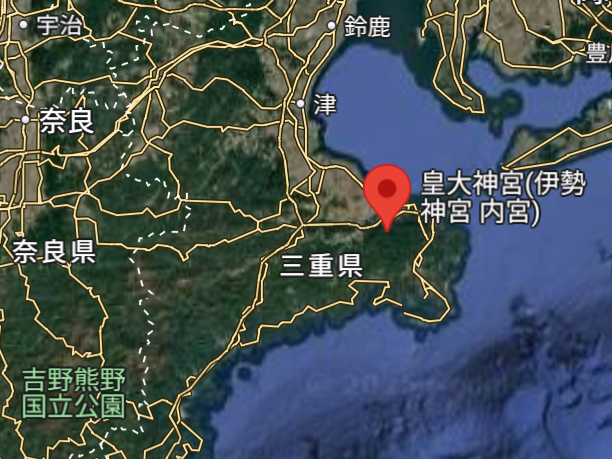 宇治
鈴鹿
津
奈良
皇大神宮(伊勢
神宮 内宮)
奈良県
三重県
吉野熊野
国立公園